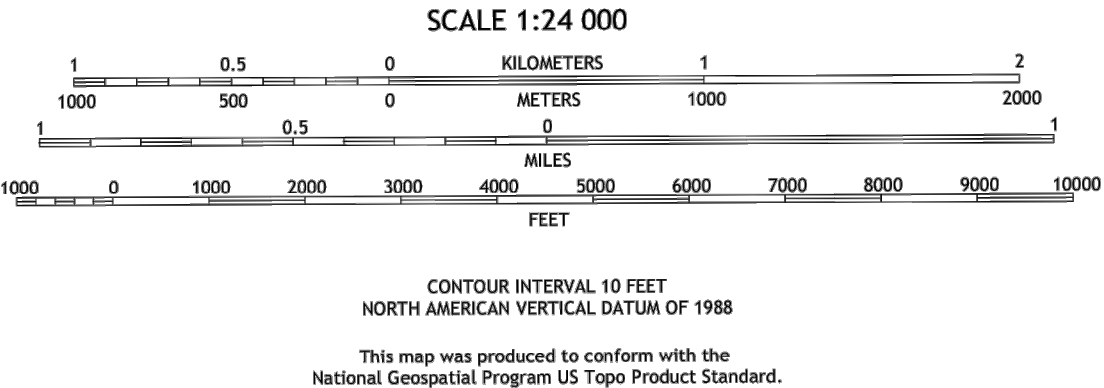 SCALE 1:24 000
1 0.5 0 KILOMETERS 1 2
1000 500 0 METERS 1000 2000
1 0.5 0 1
MILES
1000 0 1000 2000 3000 4000 5000 6000 7000 8000 9000 10000
FEET
CONTOUR INTERVAL 10 FEET
NORTH AMERICAN VERTICAL DATUM OF 1988
This map was produced to conform with the
National Geospatial Program US Topo Product Standard.